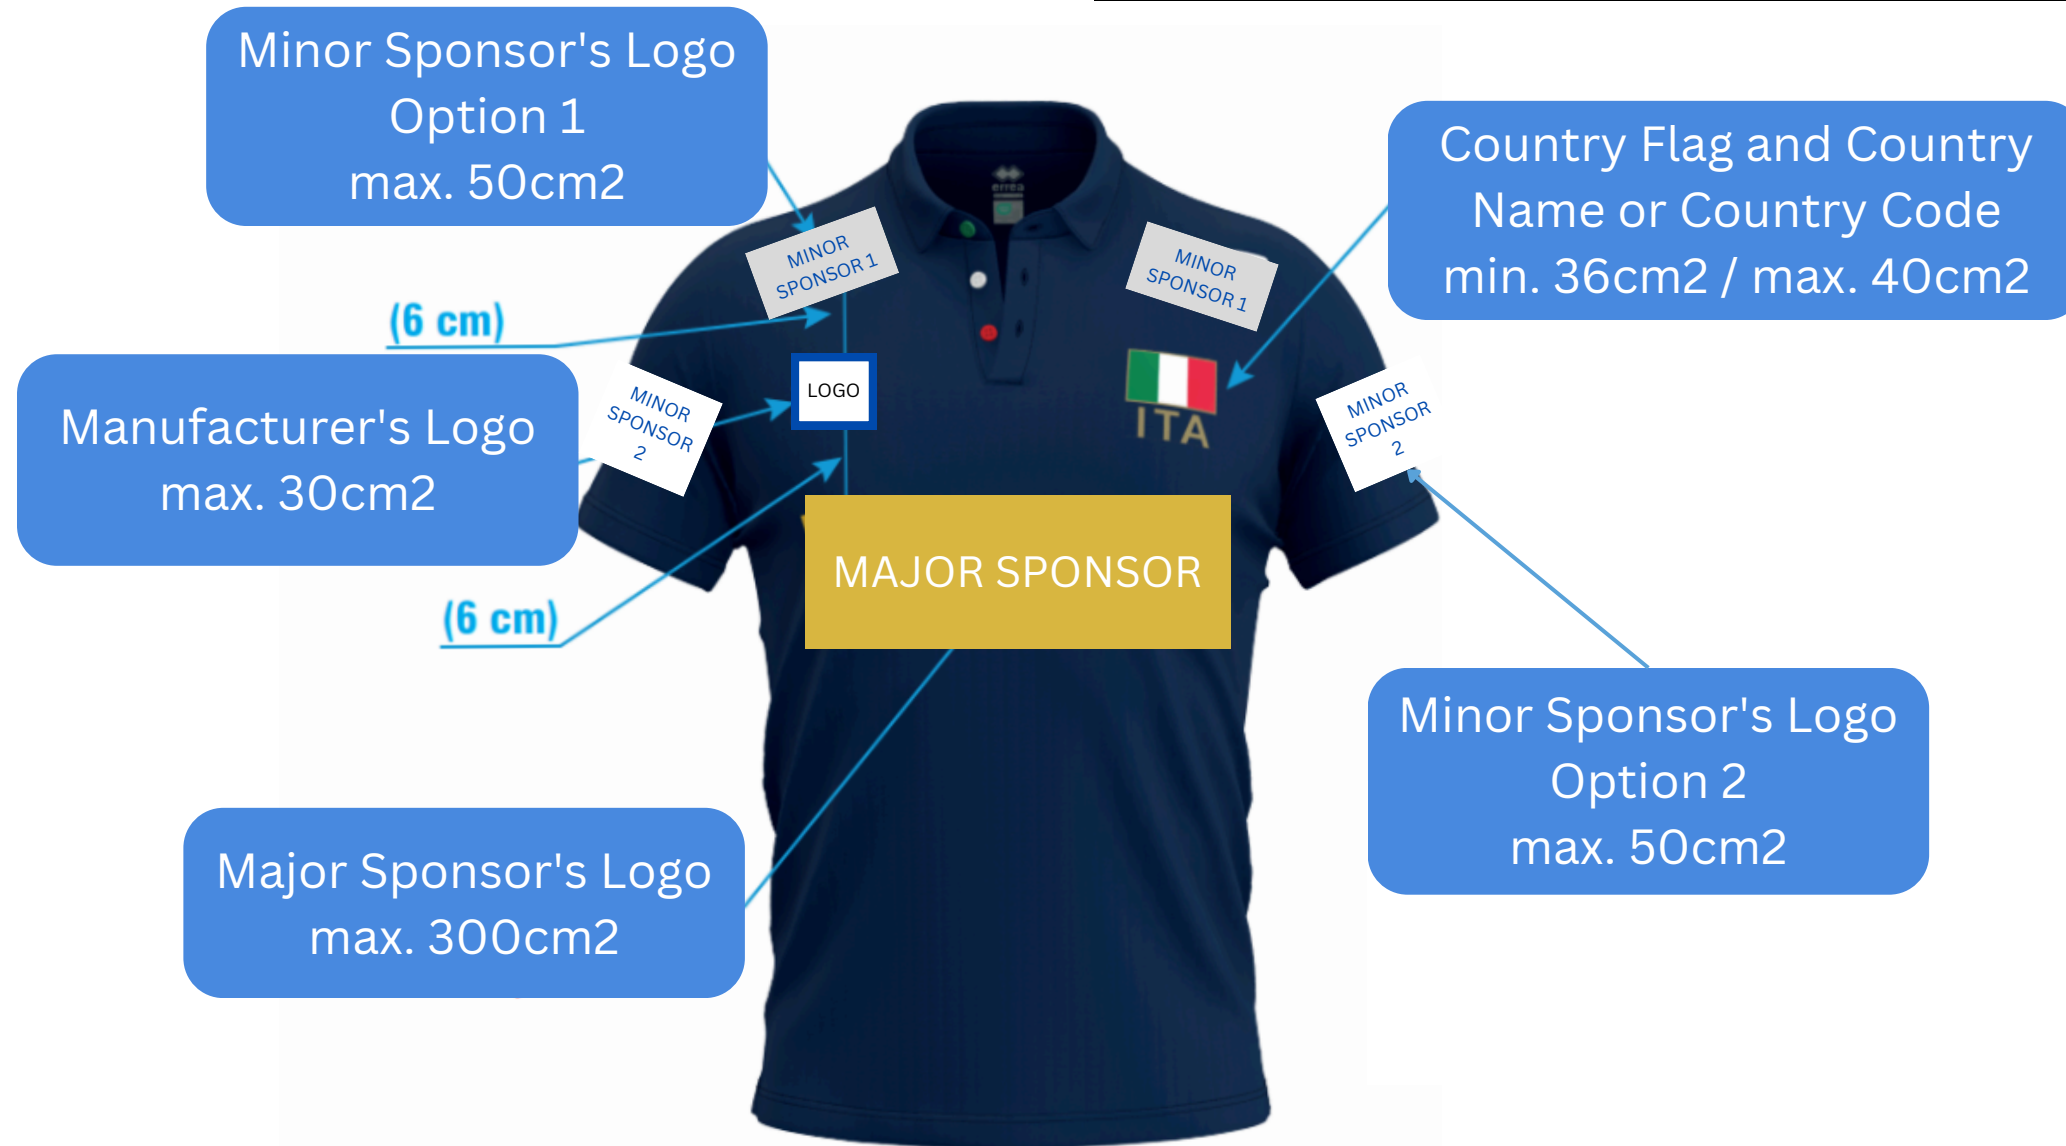 Minor Sponsor's Logo
Option 1
max. 50cm2
Country Flag and Country
Name or Country Code
min. 36cm2 / max. 40cm2
errea
MINOR
SPONSOR 1
MINOR
SPONSOR 1
(6 cm)
Manufacturer's Logo
max. 30cm2
MINOR
SPONSOR
2
LOGO
ITA
MINOR
SPONSOR
2
MAJOR SPONSOR
(6 cm)
Minor Sponsor's Logo
Option 2
max. 50cm2
Major Sponsor's Logo
max. 300cm2